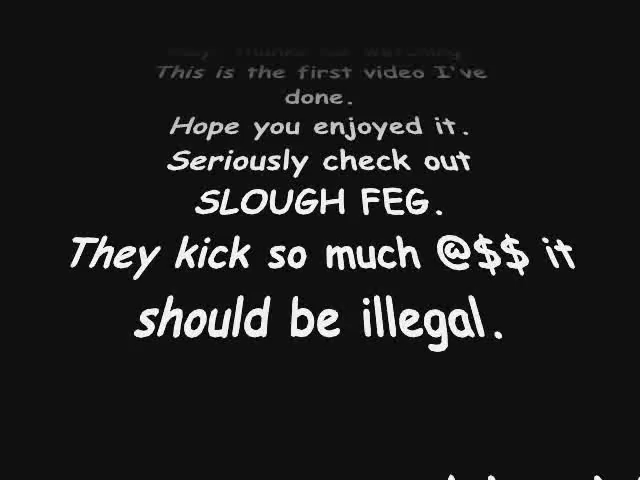 This is the first video I've
done.
Hope you enjoyed it.
Seriously check out
SLOUGH FEG.
They kick so much @$$ it
should be illegal.